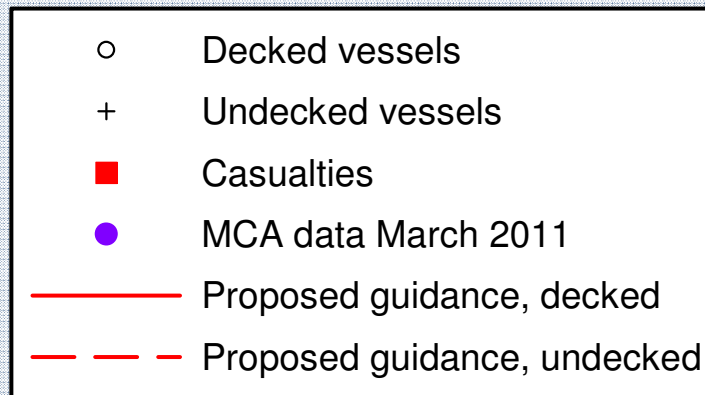 Decked vessels
Undecked vessels
Casualties
MCA data March 2011
Proposed guidance, decked
Proposed guidance, undecked